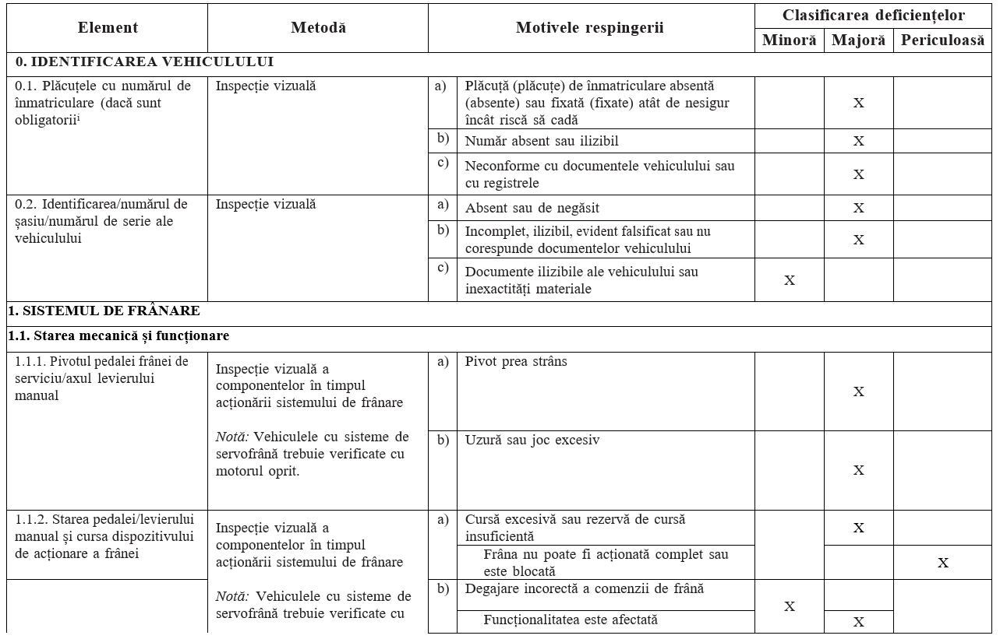 Element
Metodă
Motivele respingerii
Clasificarea deficiențelor
Minoră
Majoră
Periculoasă
0. IDENTIFICAREA VEHICULULUI
0.1. Plăcuțele cu numărul de
înmatriculare (dacă sunt
obligatoriiⁱ
Inspecție vizuală
a)
Plăcuță (plăcuțe) de înmatriculare absentă
(absente) sau fixată (fixate) atât de nesigur
încât riscă să cadă
X
b)
Număr absent sau ilizibil
X
c)
Neconforme cu documentele vehiculului sau
cu registrele
X
0.2. Identificarea/numărul de
șasiu/numărul de serie ale
vehiculului
Inspecție vizuală
a)
Absent sau de negăsit
X
b)
Incomplet, ilizibil, evident falsificat sau nu
corespunde documentelor vehiculului
X
c)
Documente ilizibile ale vehiculului sau
inexactități materiale
X
1. SISTEMUL DE FRÂNARE
1.1. Starea mecanică și funcționare
1.1.1. Pivotul pedalei frânei de
serviciu/axul levierului
manual
Inspecție vizuală a
componentelor în timpul
acționării sistemului de frânare
Notă: Vehiculele cu sisteme de
servofrână trebuie verificate cu
motorul oprit.
a)
Pivot prea strâns
X
b)
Uzură sau joc excesiv
X
1.1.2. Starea pedalei/levierului
manual și cursa dispozitivului
de acționare a frânei
Inspecție vizuală a
componentelor în timpul
acționării sistemului de frânare
Notă: Vehiculele cu sisteme de
servofrână trebuie verificate cu
a)
Cursă excesivă sau rezervă de cursă
insuficientă
X
Frâna nu poate fi acționată complet sau
este blocată
X
b)
Degajare incorectă a comenzii de frână
X
Funcționalitatea este afectată
X